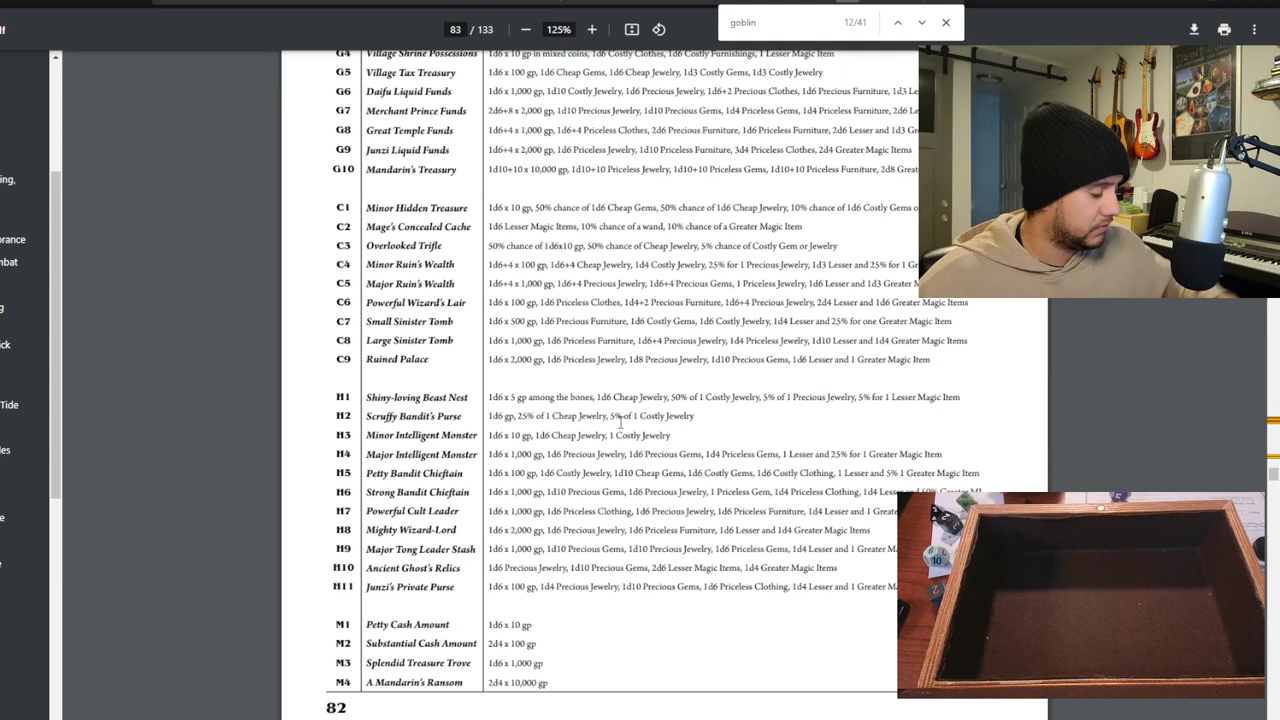 goblin 12/41
lf 83 / 133 125%
G4 Village Shrine Possessions 1d6 x 10 gp in mixed coins, 1d6 Costly Clothes, 1d6 Costly Furnishings, 1 Lesser Magic Item
G5 Village Tax Treasury 1d6 x 100 gp, 1d6 Cheap Gems, 1d6 Cheap Jewelry, 1d3 Costly Gems, 1d3 Costly Jewelry
G6 Daifu Liquid Funds 1d6 x 1,000 gp, 1d10 Costly Jewelry, 1d6 Precious Jewelry, 1d6+2 Precious Clothes, 1d6 Precious Furniture, 1d3 Le
G7 Merchant Prince Funds 2d6+8 x 2,000 gp, 1d10 Precious Jewelry, 1d10 Precious Gems, 1d4 Priceless Gems, 1d4 Priceless Furniture, 2d6 Le
G8 Great Temple Funds 1d6+4 x 1,000 gp, 1d6+4 Priceless Clothes, 2d6 Precious Furniture, 1d6 Precious Furniture, 2d6 Lesser and 1d3 Gr
G9 Junzi Liquid Funds 1d6+4 x 2,000 gp, 1d6 Priceless Jewelry, 1d10 Priceless Furniture, 3d4 Priceless Clothes, 2d4 Greater Magic Items
G10 Mandarin's Treasury 1d10+10 x 10,000 gp, 1d10+10 Priceless Jewelry, 1d10+10 Priceless Gems, 1d10+10 Priceless Furniture, 2d8 Greater
ing,
C1 Minor Hidden Treasure 1d6 x 10 gp, 50% chance of 1d6 Cheap Gems, 50% chance of 1d6 Cheap Jewelry, 10% chance of 1d6 Costly Gems o
C2 Mage's Concealed Cache 1d6 Lesser Magic Items, 10% chance of a wand, 10% chance of a Greater Magic Item
orance
C3 Overlooked Trifle 50% chance of 1d6x10 gp, 50% chance of Cheap Jewelry, 5% chance of Costly Gem or Jewelry
mbat
C4 Minor Ruin's Wealth 1d6+4 x 100 gp, 1d6+4 Cheap Jewelry, 1d4 Costly Jewelry, 25% for 1 Precious Jewelry, 1d3 Lesser and 25% for 1 Gr
C5 Major Ruin's Wealth 1d6+4 x 1,000 gp, 1d6+4 Precious Jewelry, 1d6+4 Precious Gems, 1 Priceless Jewelry, 1d6 Lesser and 1d3 Greater M
C6 Powerful Wizard's Lair 1d6 x 100 gp, 1d6 Priceless Clothes, 1d4+2 Precious Furniture, 1d6+4 Precious Jewelry, 2d4 Lesser and 1d6 Greater Magic Items
g
C7 Small Sinister Tomb 1d6 x 500 gp, 1d6 Precious Furniture, 1d6 Costly Gems, 1d6 Costly Jewelry, 1d4 Lesser and 25% for one Greater Magic Item
C8 Large Sinister Tomb 1d6 x 1,000 gp, 1d6 Priceless Furniture, 1d6+4 Precious Jewelry, 1d4 Priceless Jewelry, 1d10 Lesser and 1d4 Greater Magic Items
ick
C9 Ruined Palace 1d6 x 2,000 gp, 1d6 Priceless Jewelry, 1d8 Precious Jewelry, 1d10 Precious Gems, 1d6 Lesser and 1 Greater Magic Item
H1 Shiny-loving Beast Nest 1d6 x 5 gp among the bones, 1d6 Cheap Jewelry, 50% of 1 Costly Jewelry, 5% of 1 Precious Jewelry, 5% for 1 Lesser Magic Item
Tide
H2 Scruffy Bandit's Purse 1d6 gp, 25% of 1 Cheap Jewelry, 5% of 1 Costly Jewelry
H3 Minor Intelligent Monster 1d6 x 10 gp, 1d6 Cheap Jewelry, 1 Costly Jewelry
les
H4 Major Intelligent Monster 1d6 x 1,000 gp, 1d6 Precious Jewelry, 1d6 Precious Gems, 1d4 Priceless Gems, 1 Lesser and 25% for 1 Greater Magic Item
H5 Petty Bandit Chieftain 1d6 x 100 gp, 1d6 Costly Jewelry, 1d10 Cheap Gems, 1d6 Costly Gems, 1d6 Costly Clothing, 1 Lesser and 5% 1 Greater Magic Item
H6 Strong Bandit Chieftain 1d6 x 1,000 gp, 1d10 Precious Gems, 1d6 Precious Jewelry, 1 Priceless Gem, 1d4 Priceless Clothing, 1d4 Lesser and 50% Greater MI
H7 Powerful Cult Leader 1d6 x 1,000 gp, 1d6 Priceless Clothing, 1d6 Precious Jewelry, 1d6 Precious Furniture, 1d4 Lesser and 1 Greater
e
H8 Mighty Wizard-Lord 1d6 x 2,000 gp, 1d6 Precious Jewelry, 1d6 Priceless Furniture, 1d6 Lesser and 1d4 Greater Magic Items
H9 Major Tong Leader Stash 1d6 x 1,000 gp, 1d10 Precious Gems, 1d10 Precious Jewelry, 1d6 Priceless Gems, 1d4 Lesser and 1 Greater Ma
H10 Ancient Ghost's Relics 1d6 Precious Jewelry, 1d10 Precious Gems, 2d6 Lesser Magic Items, 1d4 Greater Magic Items
H11 Junzi's Private Purse 1d6 x 100 gp, 1d4 Precious Jewelry, 1d10 Precious Gems, 1d6 Priceless Clothing, 1d4 Lesser and 1 Greater Ma
M1 Petty Cash Amount 1d6 x 10 gp
M2 Substantial Cash Amount 2d4 x 100 gp
M3 Splendid Treasure Trove 1d6 x 1,000 gp
M4 A Mandarin's Ransom 2d4 x 10,000 gp
82